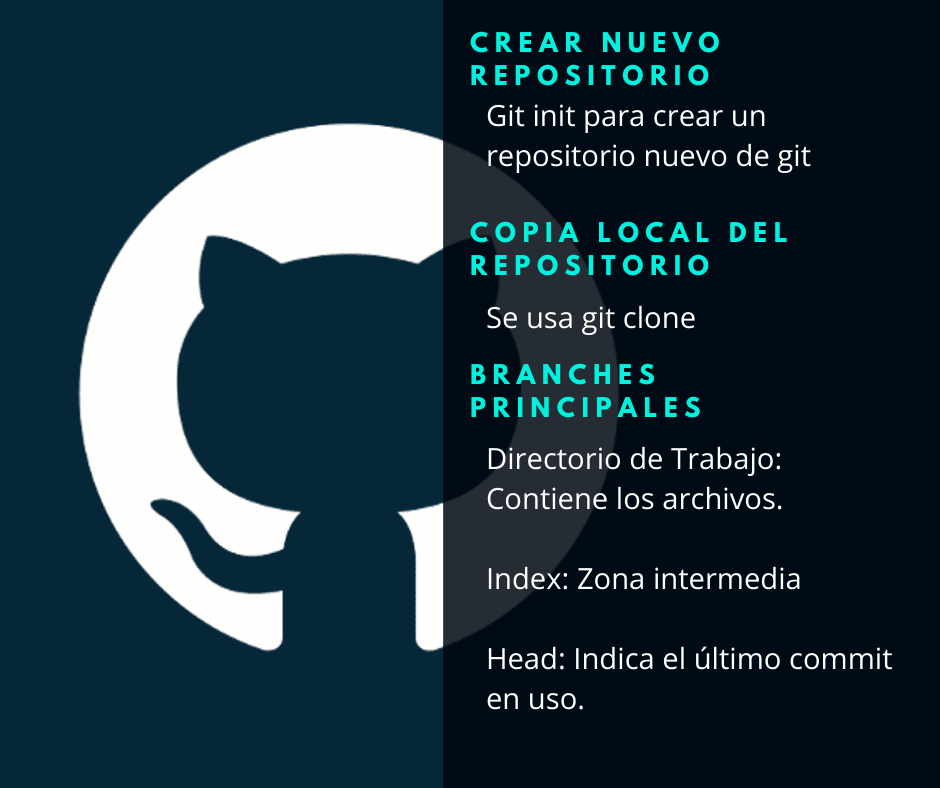 CREAR NUEVO
REPOSITORIO
Git init para crear un
repositorio nuevo de git
COPIA LOCAL DEL
REPOSITORIO
Se usa git clone
BRANCHES
PRINCIPALES
Directorio de Trabajo:
Contiene los archivos.
Index: Zona intermedia
Head: Indica el último commit
en uso.